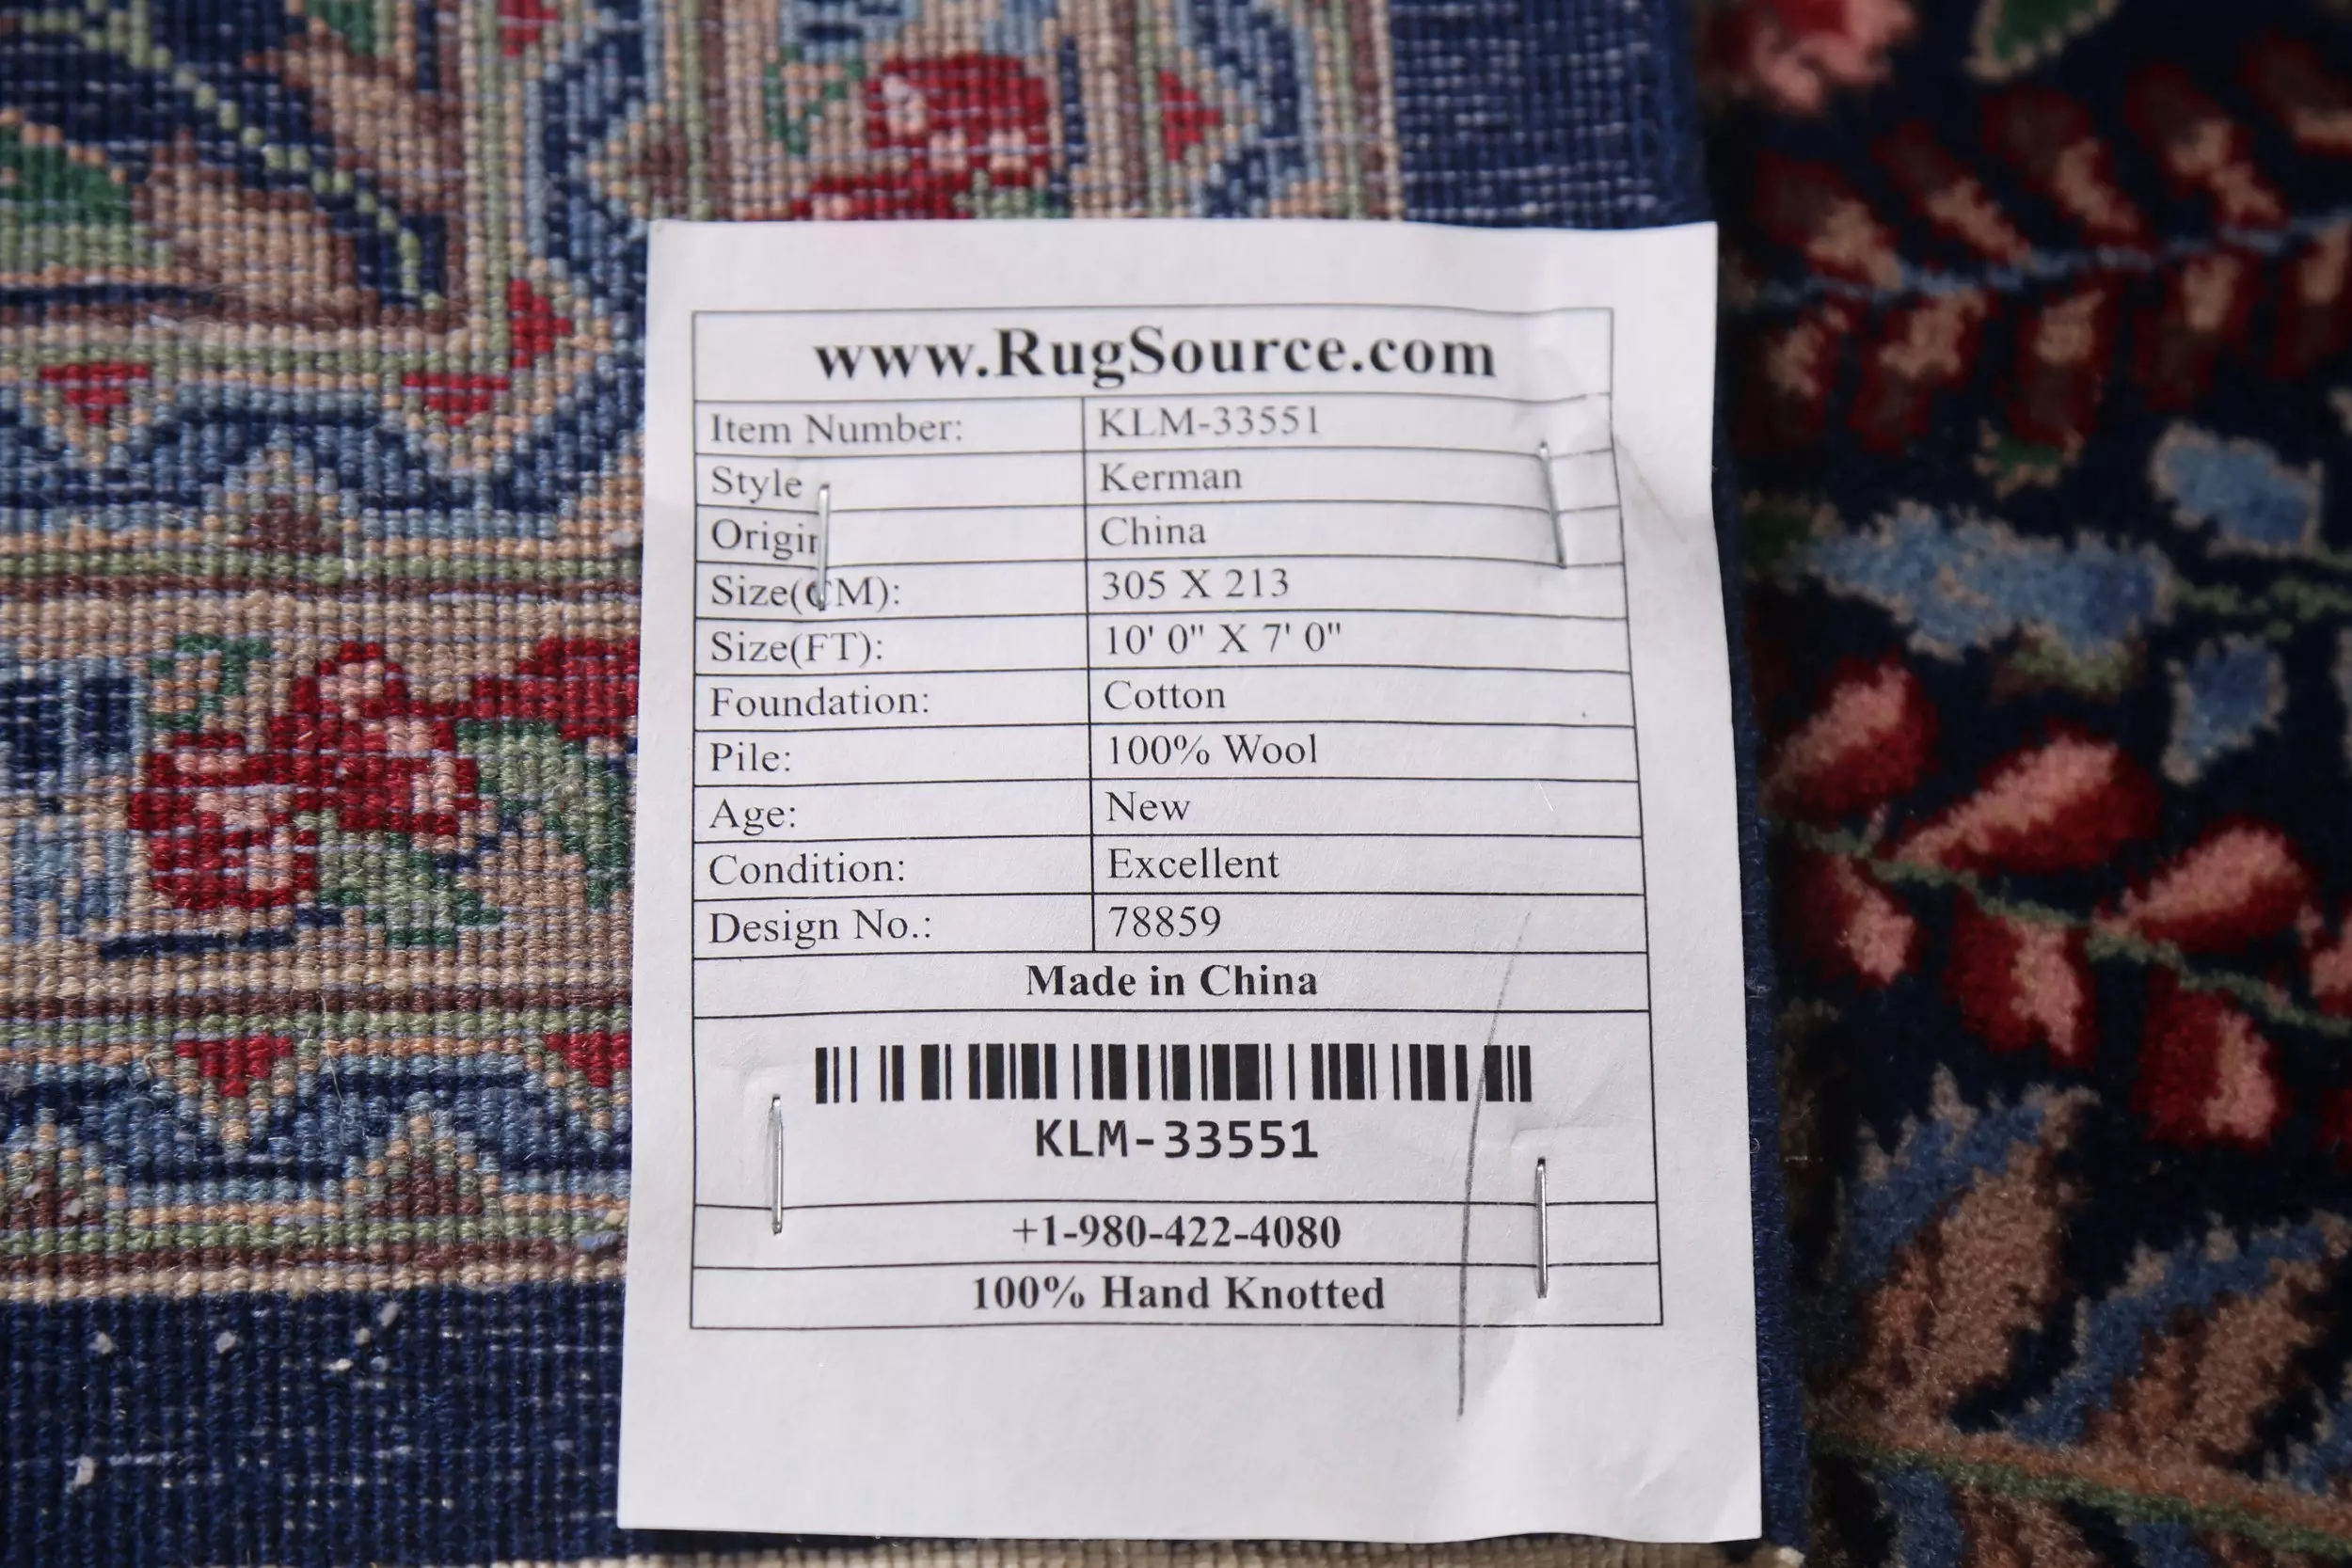 www.RugSource.com
Item Number: KLM-33551
Style Kerman
Origin China
Size(CM): 305 X 213
Size(FT): 10' 0" X 7' 0"
Foundation: Cotton
Pile: 100% Wool
Age: New
Condition: Excellent
Design No.: 78859
Made in China
KLM-33551
+1-980-422-4080
100% Hand Knotted